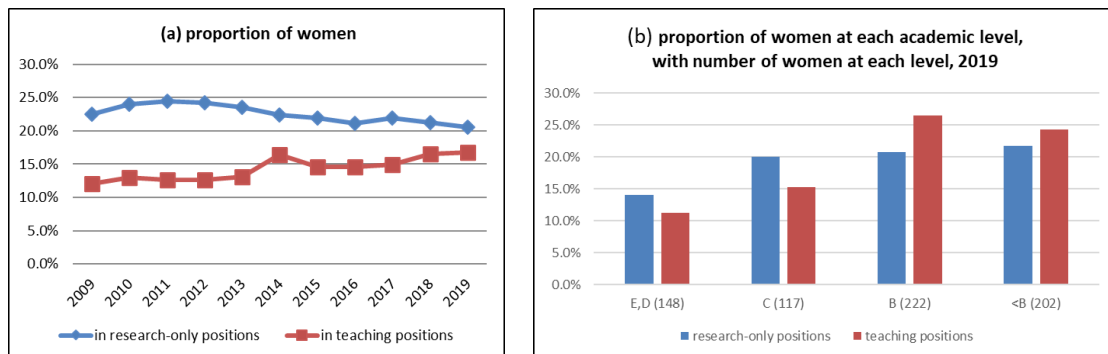 (a) proportion of women
30.0%
25.0%
20.0%
15.0%
10.0%
5.0%
0.0%
2009 2010 2011 2012 2013 2014 2015 2016 2017 2018 2019
in research-only positions in teaching positions
(b) proportion of women at each academic level,
with number of women at each level, 2019
30.0%
25.0%
20.0%
15.0%
10.0%
5.0%
0.0%
E,D (148) C (117) B (222) <B (202)
research-only positions teaching positions